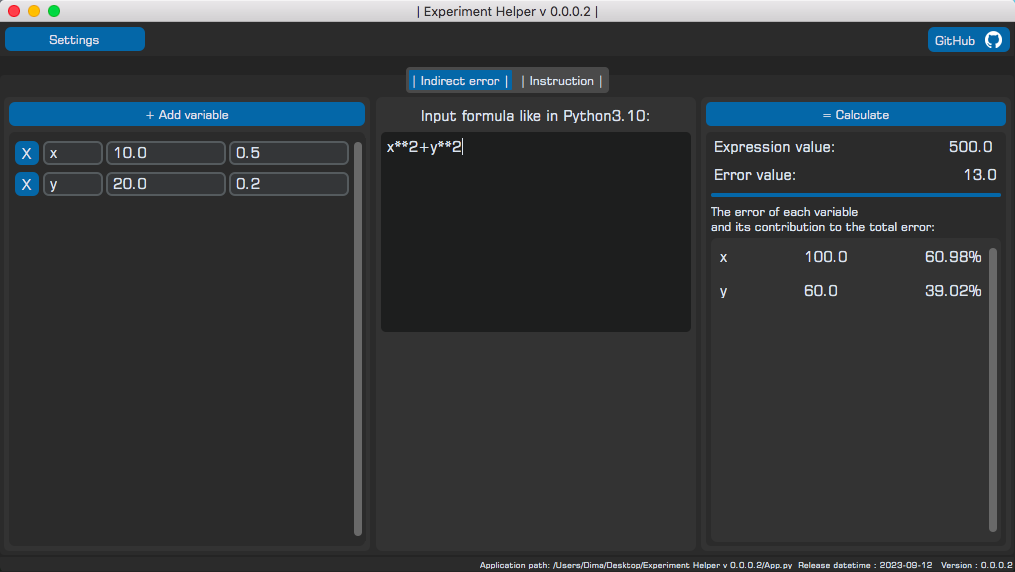 | Experiment Helper v 0.0.0.2 |
Settings
GitHub
| Indirect error | | Instruction |
+ Add variable
X x 10.0 0.5
X y 20.0 0.2
Input formula like in Python3.10:
x**2+y**2
= Calculate
Expression value: 500.0
Error value: 13.0
The error of each variable
and its contribution to the total error:
x 100.0 60.98%
y 60.0 39.02%
Application path: /Users/Dima/Desktop/Experiment Helper v 0.0.0.2/App.py Release datetime : 2023-09-12 Version : 0.0.0.2